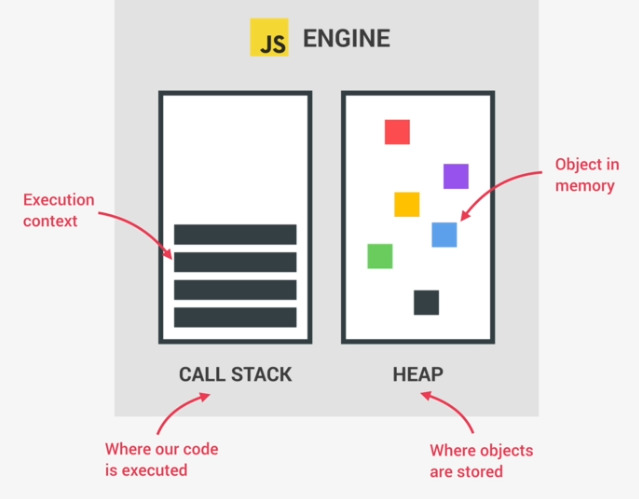 JS ENGINE
Execution
context
Object in
memory
CALL STACK
HEAP
Where our code
is executed
Where objects
are stored